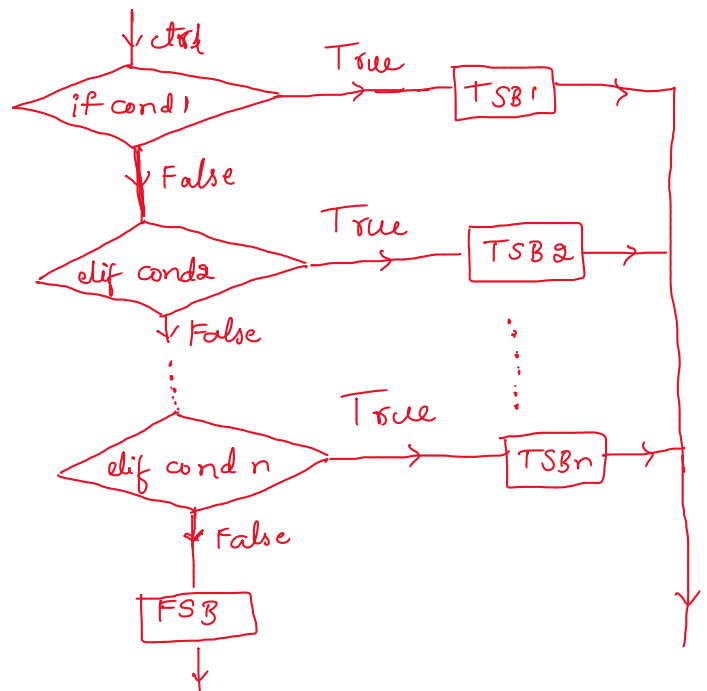 ctrl
True
if cond1
TSB1
False
True
elif cond2
TSB2
False
True
elif cond n
TSBn
False
FSB